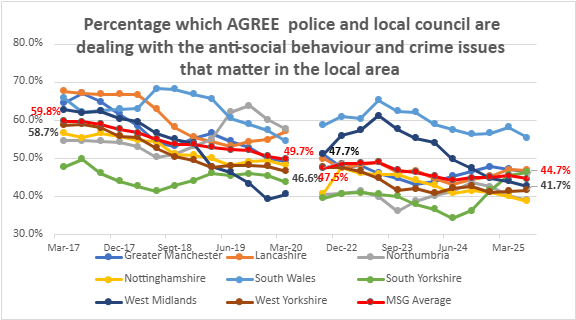 Percentage which AGREE police and local council are
dealing with the anti-social behaviour and crime issues
that matter in the local area
80.0%
70.0%
60.0%
50.0%
40.0%
30.0%
59.8%
58.7%
49.7%
46.6%
47.7%
47.5%
44.7%
41.7%
Mar-17
Dec-17
Sept-18
Jun-19
Mar-20
Dec-22
Sep-23
Jun-24
Mar-25
Greater Manchester
Lancashire
Northumbria
Nottinghamshire
South Wales
South Yorkshire
West Midlands
West Yorkshire
MSG Average